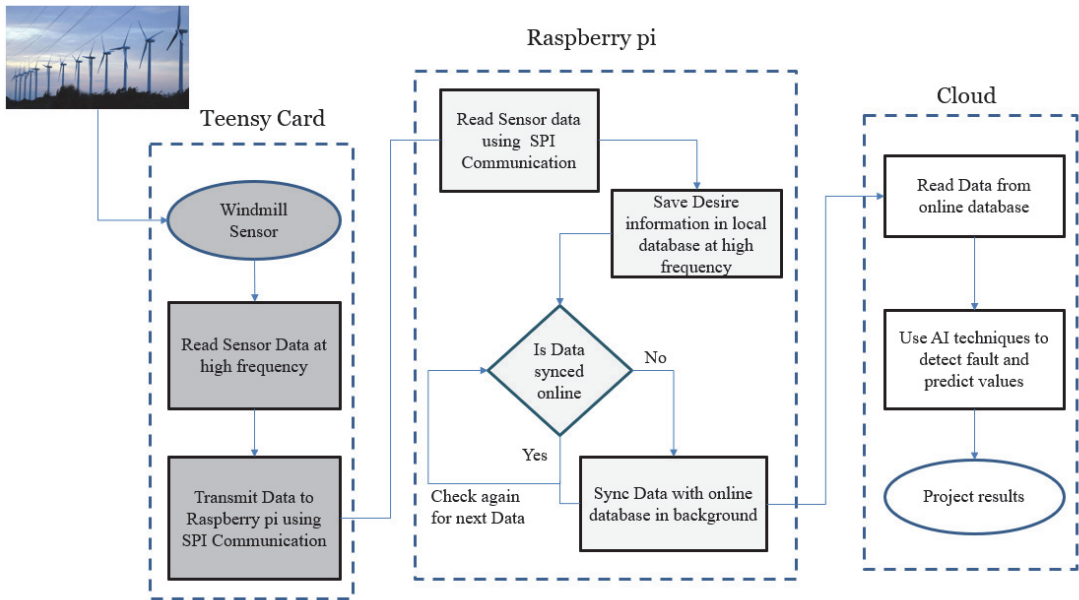 Teensy Card
Windmill
Sensor
Read Sensor Data at
high frequency
Transmit Data to
Raspberry pi using
SPI Communication
Raspberry pi
Read Sensor data
using SPI
Communication
Save Desire
information in local
database at high
frequency
Is Data
synced
online
No
Yes
Check again
for next Data
Sync Data with online
database in background
Cloud
Read Data from
online database
Use AI techniques to
detect fault and
predict values
Project results